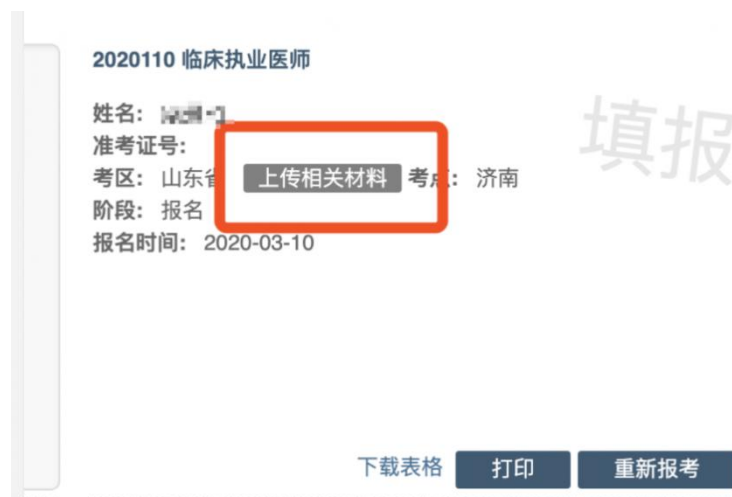 2020110 临床执业医师
填报
姓名：
准考证号：
考区： 山东省 上传相关材料 考点： 济南
阶段： 报名
报名时间： 2020-03-10
下载表格 打印 重新报考